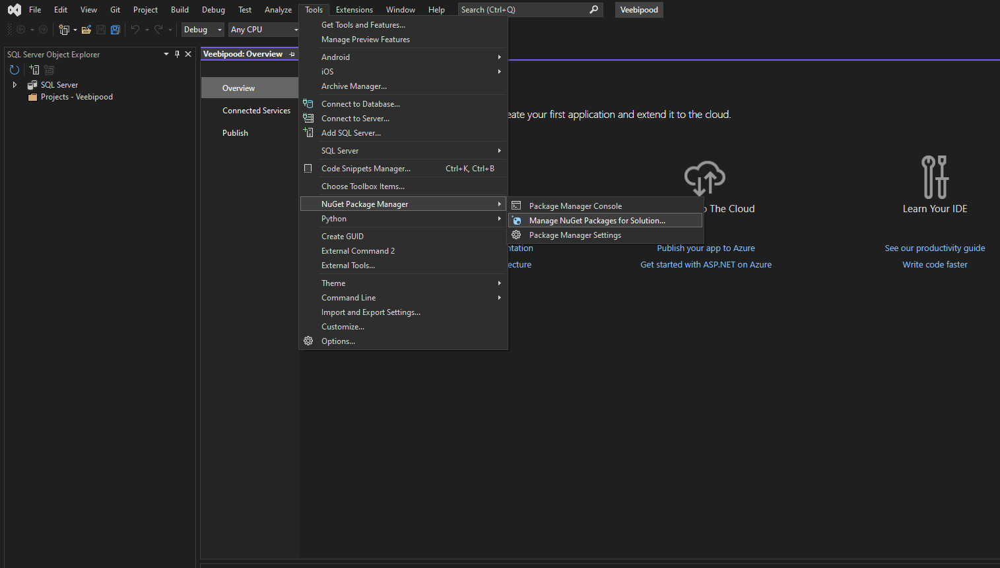 File Edit View Git Project Build Debug Test Analyze Tools Extensions Window Help Search (Ctrl+Q) Veebipood
Debug Any CPU
SQL Server Object Explorer
SQL Server
Projects - Veebipood
Veebipood: Overview
Overview
Connected Services
Publish
Get Tools and Features...
Manage Preview Features
Android
iOS
Archive Manager...
Connect to Database...
Connect to Server...
Add SQL Server...
SQL Server
Code Snippets Manager... Ctrl+K, Ctrl+B
Choose Toolbox Items...
NuGet Package Manager
Python
Create GUID
External Command 2
External Tools...
Theme
Command Line
Import and Export Settings...
Customize...
Options...
Package Manager Console
Manage NuGet Packages for Solution...
Package Manager Settings
your first application and extend it to the cloud.
The Cloud
Publish your app to Azure
Get started with ASP.NET on Azure
Learn Your IDE
See our productivity guide
Write code faster